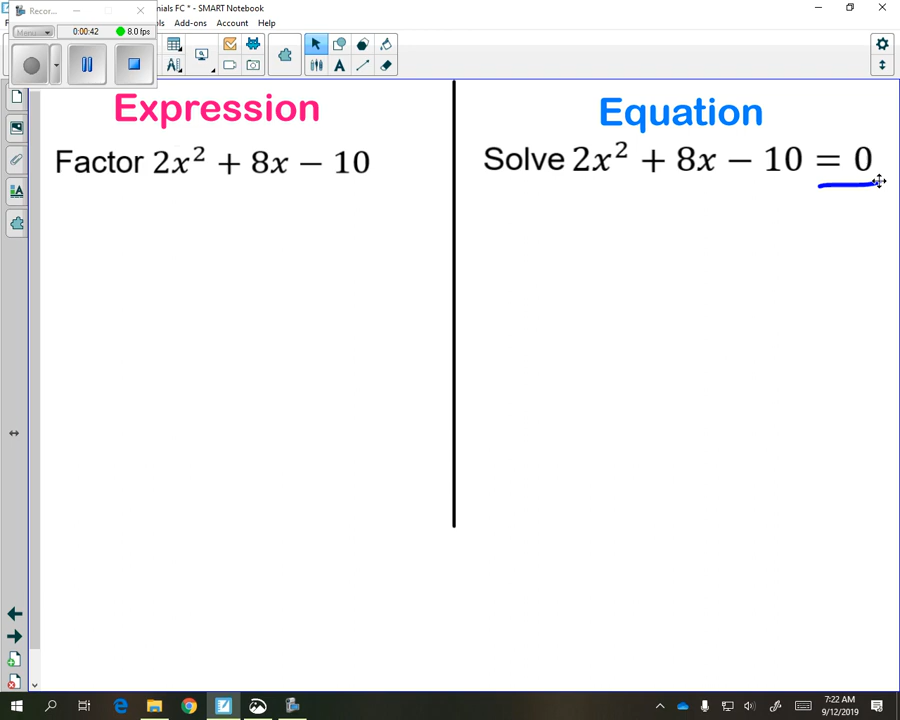 Recor...
nials FC * - SMART Notebook
ls Add-ons Account Help
Menu
0:00:42
8.0 fps
Expression
Factor 2x² + 8x − 10
Equation
Solve 2x² + 8x − 10 = 0
7:22 AM
9/12/2019